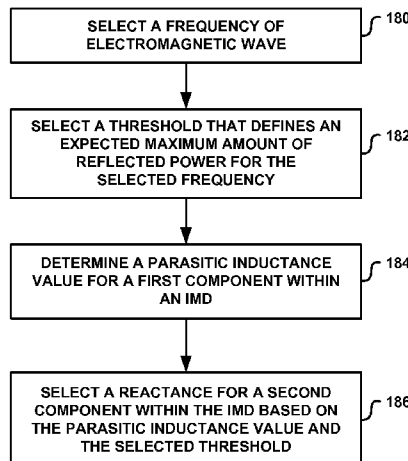 SELECT A FREQUENCY OF
ELECTROMAGNETIC WAVE
180
SELECT A THRESHOLD THAT DEFINES AN
EXPECTED MAXIMUM AMOUNT OF
REFLECTED POWER FOR THE
SELECTED FREQUENCY
182
DETERMINE A PARASITIC INDUCTANCE
VALUE FOR A FIRST COMPONENT WITHIN
AN IMD
184
SELECT A REACTANCE FOR A SECOND
COMPONENT WITHIN THE IMD BASED ON
THE PARASITIC INDUCTANCE VALUE AND
THE SELECTED THRESHOLD
186